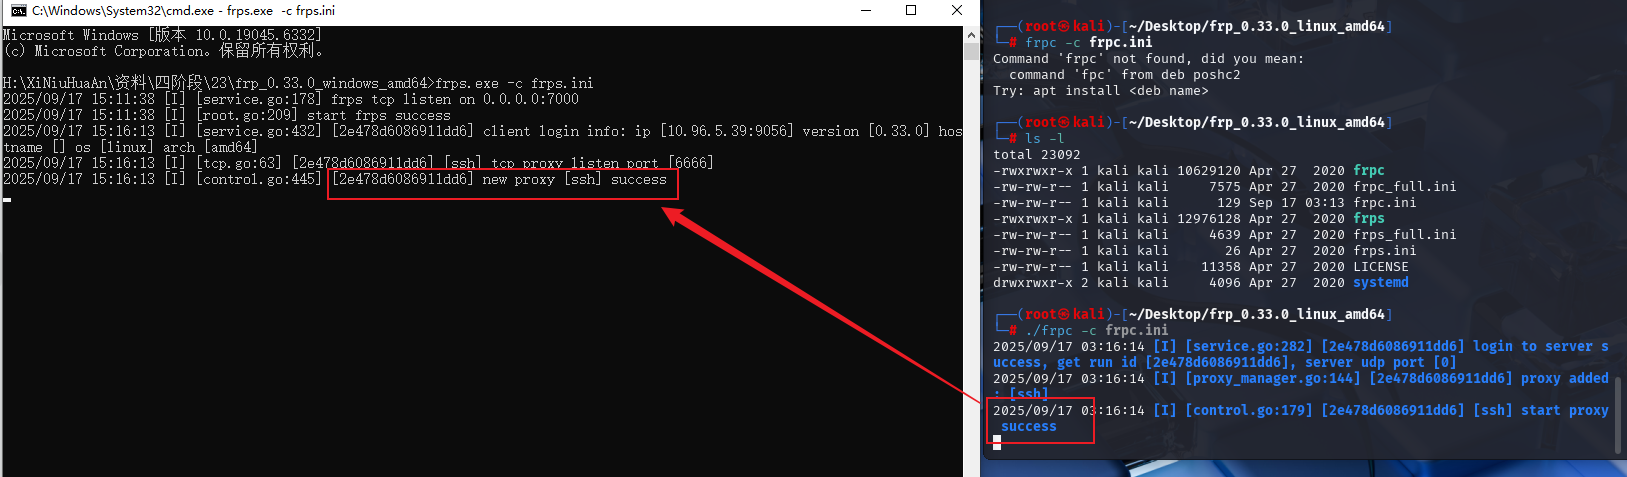 C:\Windows\System32\cmd.exe - frps.exe  -c frps.ini
Microsoft Windows [版本 10.0.19045.6332]
(c) Microsoft Corporation。保留所有权利。
H:\XiNiuHuaAn\资料\四阶段\23\frp_0.33.0_windows_amd64>frps.exe -c frps.ini
2025/09/17 15:11:38 [I] [service.go:178] frps tcp listen on 0.0.0.0:7000
2025/09/17 15:11:38 [I] [root.go:209] start frps success
2025/09/17 15:16:13 [I] [service.go:432] [2e478d6086911dd6] client login info: ip [10.96.5.39:9056] version [0.33.0] hos
tname [] os [linux] arch [amd64]
2025/09/17 15:16:13 [I] [tcp.go:63] [2e478d6086911dd6] [ssh] tcp proxy listen port [6666]
2025/09/17 15:16:13 [I] [control.go:445] [2e478d6086911dd6] new proxy [ssh] success
┌──(root㉿kali)-[~/Desktop/frp_0.33.0_linux_amd64]
└─# frpc -c frpc.ini
Command 'frpc' not found, did you mean:
  command 'fpc' from deb poshc2
Try: apt install <deb name>
┌──(root㉿kali)-[~/Desktop/frp_0.33.0_linux_amd64]
└─# ls -l
total 23092
-rwxrwxr-x 1 kali kali 10629120 Apr 27  2020 frpc
-rw-rw-r-- 1 kali kali     7575 Apr 27  2020 frpc_full.ini
-rw-rw-r-- 1 kali kali      129 Sep 17 03:13 frpc.ini
-rwxrwxr-x 1 kali kali 12976128 Apr 27  2020 frps
-rw-rw-r-- 1 kali kali     4639 Apr 27  2020 frps_full.ini
-rw-rw-r-- 1 kali kali       26 Apr 27  2020 frps.ini
-rw-rw-r-- 1 kali kali    11358 Apr 27  2020 LICENSE
drwxrwxr-x 2 kali kali     4096 Apr 27  2020 systemd
┌──(root㉿kali)-[~/Desktop/frp_0.33.0_linux_amd64]
└─# ./frpc -c frpc.ini
2025/09/17 03:16:14 [I] [service.go:282] [2e478d6086911dd6] login to server s
uccess, get run id [2e478d6086911dd6], server udp port [0]
2025/09/17 03:16:14 [I] [proxy_manager.go:144] [2e478d6086911dd6] proxy added
: [ssh]
2025/09/17 03:16:14 [I] [control.go:179] [2e478d6086911dd6] [ssh] start proxy
 success